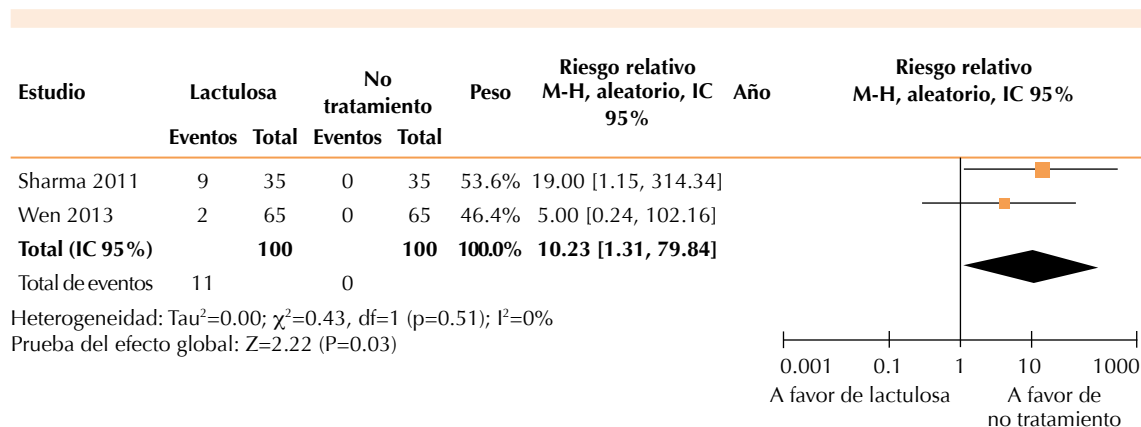 Estudio Lactulosa No tratamiento Peso Riesgo relativo M-H, aleatorio, IC 95% Año Riesgo relativo M-H, aleatorio, IC 95%
Eventos Total Eventos Total
Sharma 2011 9 35 0 35 53.6% 19.00 [1.15, 314.34]
Wen 2013 2 65 0 65 46.4% 5.00 [0.24, 102.16]
Total (IC 95%) 100 100 100.0% 10.23 [1.31, 79.84]
Total de eventos 11 0
Heterogeneidad: Tau²=0.00; χ²=0.43, df=1 (p=0.51); I²=0%
Prueba del efecto global: Z=2.22 (P=0.03)
0.001 0.1 1 10 1000
A favor de lactulosa A favor de no tratamiento